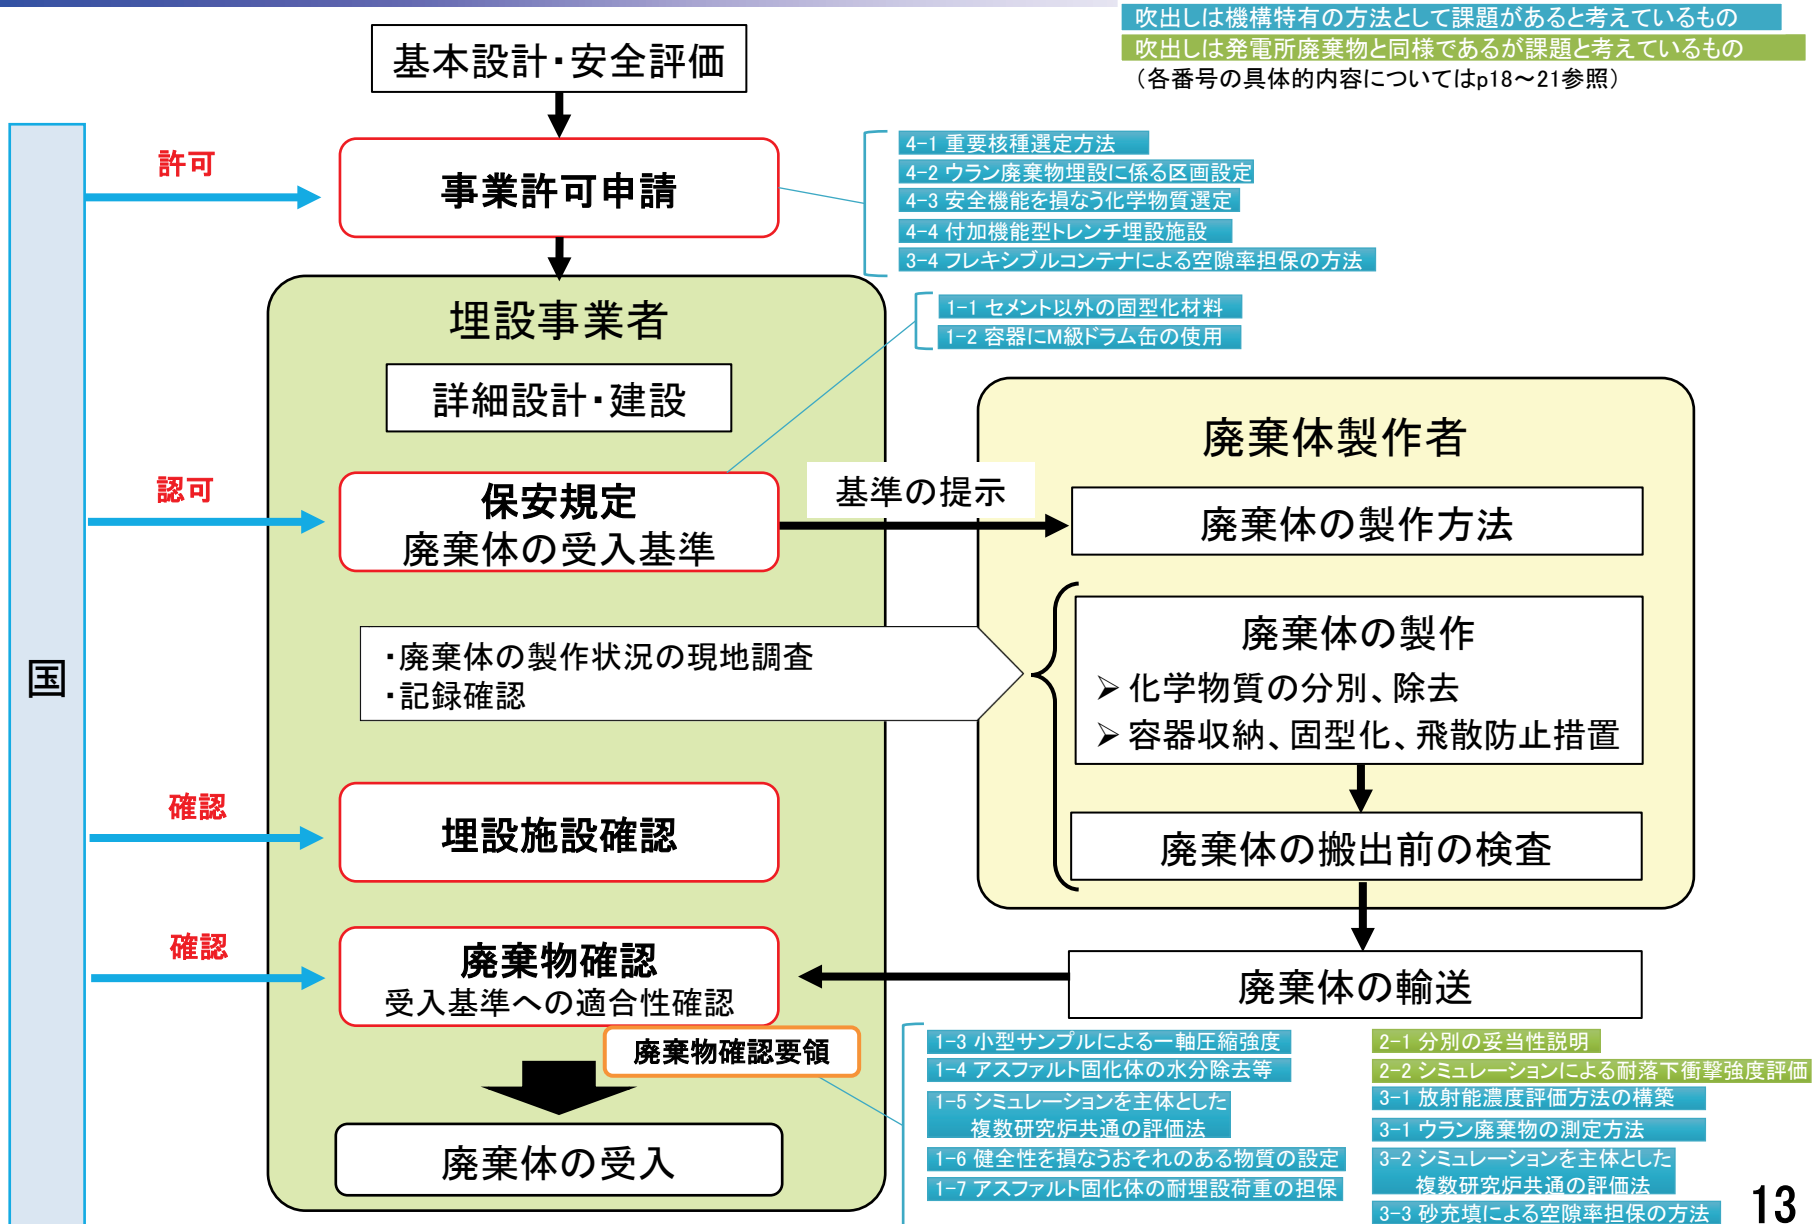 吹出しは機構特有の方法として課題があると考えているもの
吹出しは発電所廃棄物と同様であるが課題と考えているもの
（各番号の具体的内容についてはp18～21参照）
基本設計・安全評価
国
許可
事業許可申請
4-1 重要核種選定方法
4-2 ウラン廃棄物埋設に係る区画設定
4-3 安全機能を損なう化学物質選定
4-4 付加機能型トレンチ埋設施設
3-4 フレキシブルコンテナによる空隙率担保の方法
埋設事業者
1-1 セメント以外の固型化材料
1-2 容器にM級ドラム缶の使用
詳細設計・建設
認可
保安規定
廃棄体の受入基準
基準の提示
廃棄体製作者
廃棄体の製作方法
・廃棄体の製作状況の現地調査
・記録確認
廃棄体の製作
➢ 化学物質の分別、除去
➢ 容器収納、固型化、飛散防止措置
確認
埋設施設確認
廃棄体の搬出前の検査
確認
廃棄物確認
受入基準への適合性確認
廃棄物確認要領
廃棄体の輸送
廃棄体の受入
1-3 小型サンプルによる一軸圧縮強度
1-4 アスファルト固化体の水分除去等
1-5 シミュレーションを主体とした
複数研究炉共通の評価法
1-6 健全性を損なうおそれのある物質の設定
1-7 アスファルト固化体の耐埋設荷重の担保
2-1 分別の妥当性説明
2-2 シミュレーションによる耐落下衝撃強度評価
3-1 放射能濃度評価方法の構築
3-1 ウラン廃棄物の測定方法
3-2 シミュレーションを主体とした
複数研究炉共通の評価法
3-3 砂充填による空隙率担保の方法
13